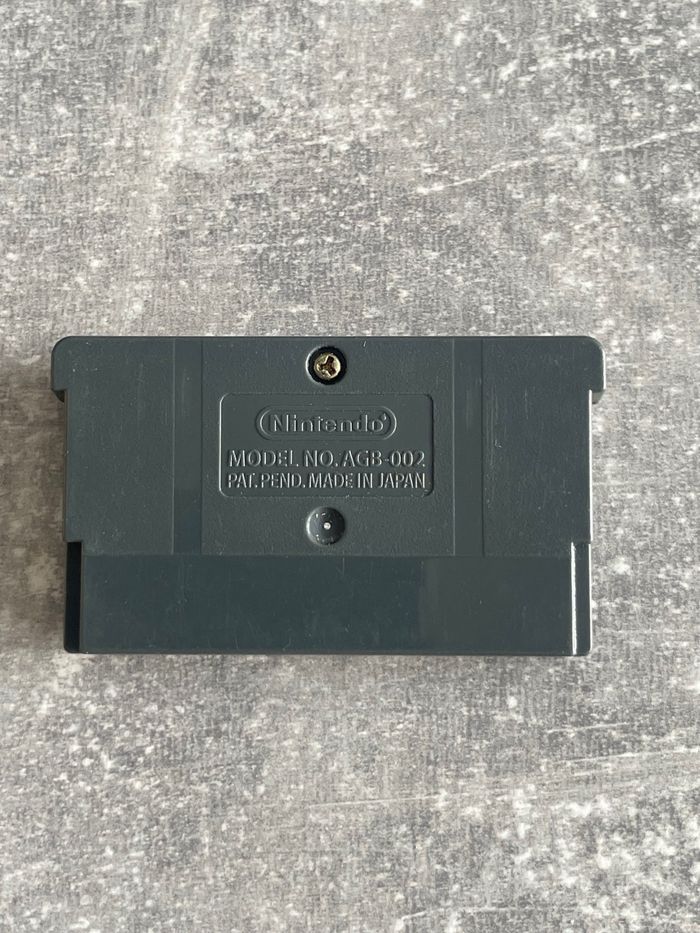 Nintendo
MODEL NO. AGB-002
PAT. PEND. MADE IN JAPAN